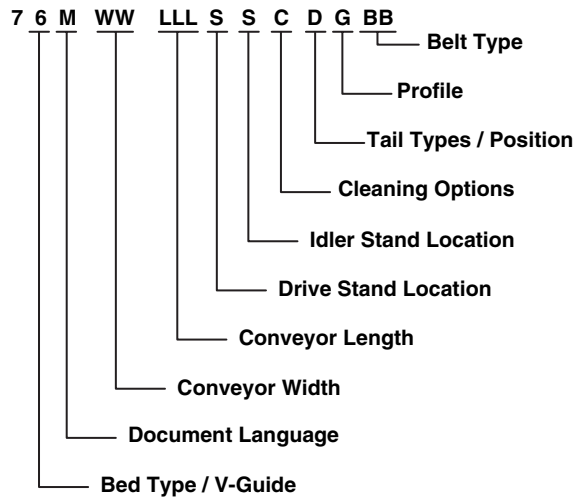 7 6 M WW LLL S S C D G BB
Belt Type
Profile
Tail Types / Position
Cleaning Options
Idler Stand Location
Drive Stand Location
Conveyor Length
Conveyor Width
Document Language
Bed Type / V-Guide